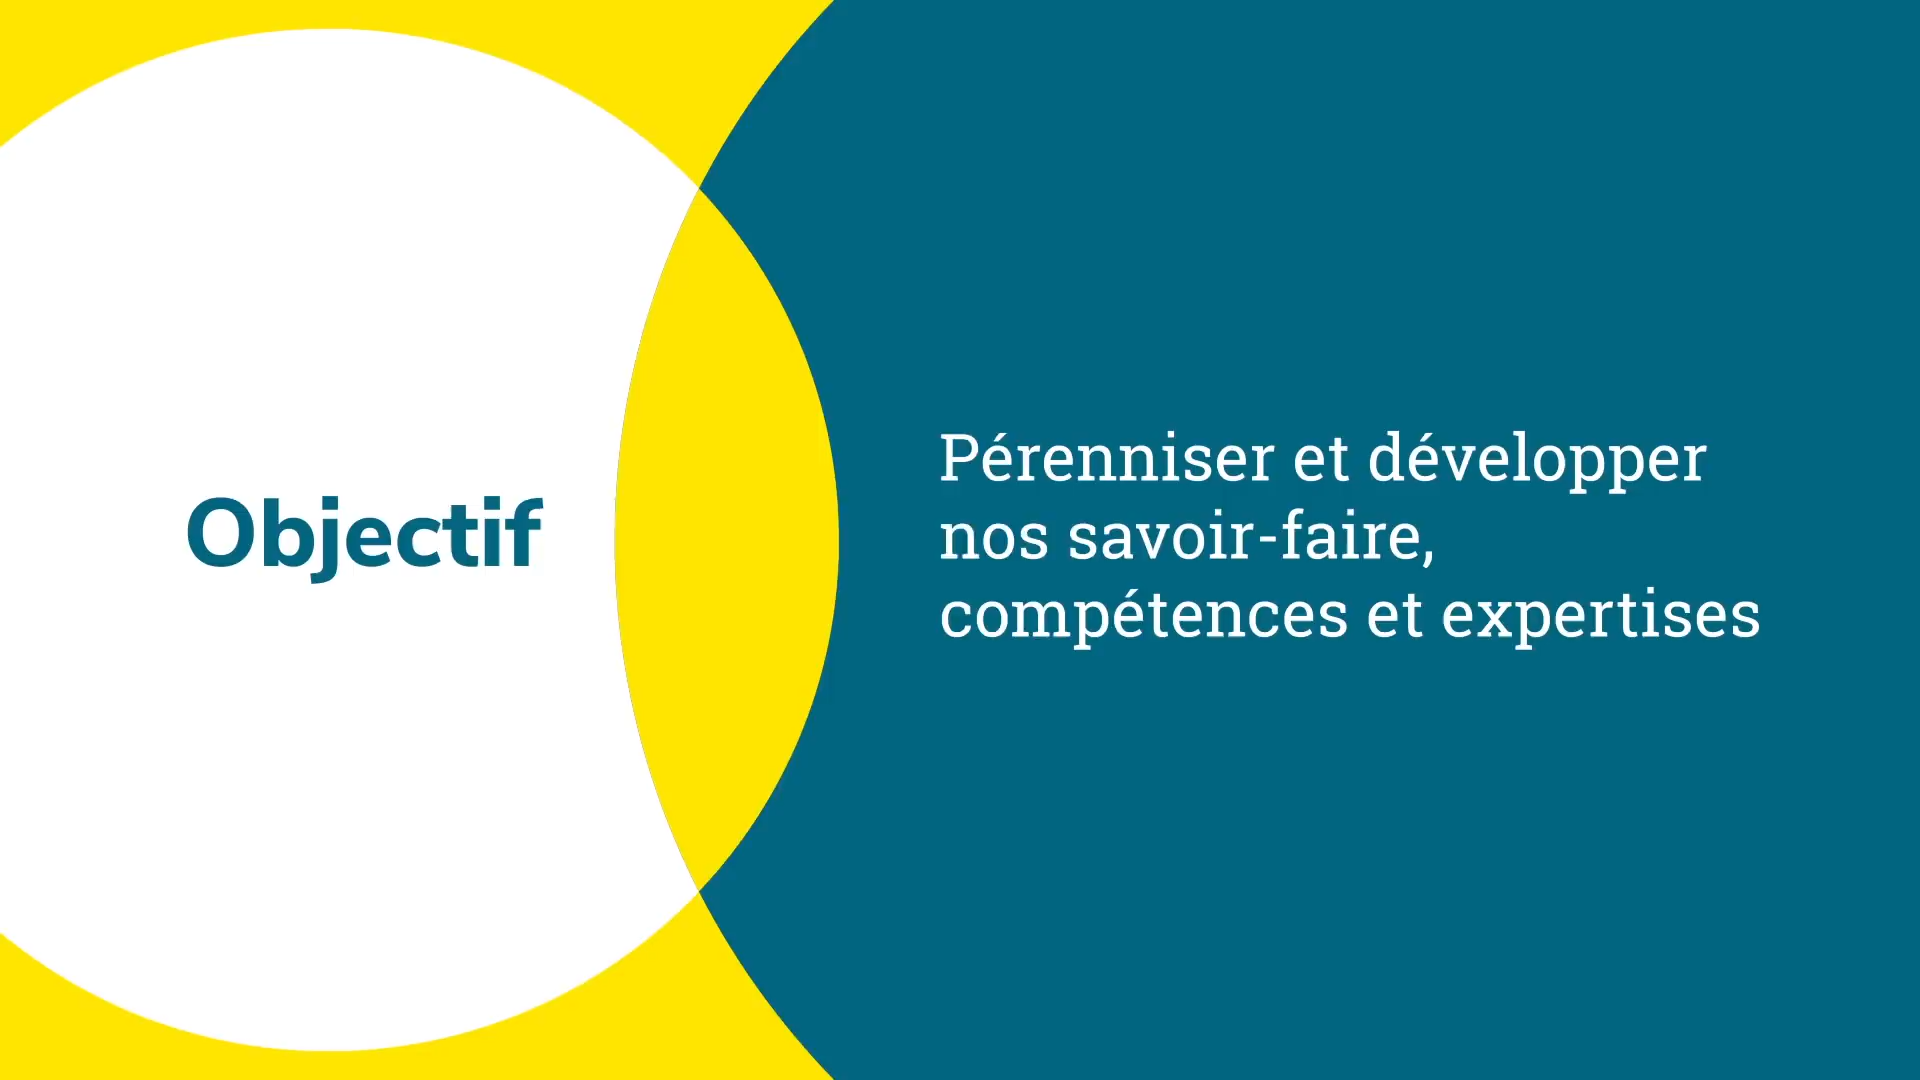 Objectif
Pérenniser et développer
nos savoir-faire,
compétences et expertises